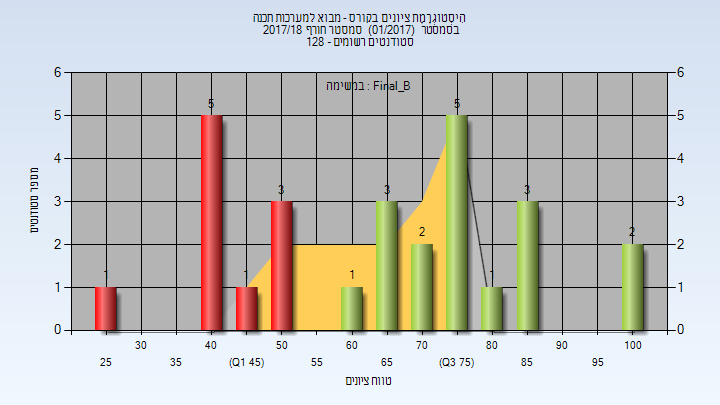 היסטוגרמת ציונים בקורס - מבוא למערכות תכנה
בסמסטר (01/2017) סמסטר חורף 2017/18
סטודנטים רשומים - 128
במשימה : Final_B
6 6
5 5
4 4
3 3
2 2
1 1
0 0
1 5 1 3 1 3 2 5 1 3 2
מספר סטודנטים
30 40 50 60 70 80 90 100
25 35 (Q1 45) 55 65 (Q3 75) 85 95
טווח ציונים